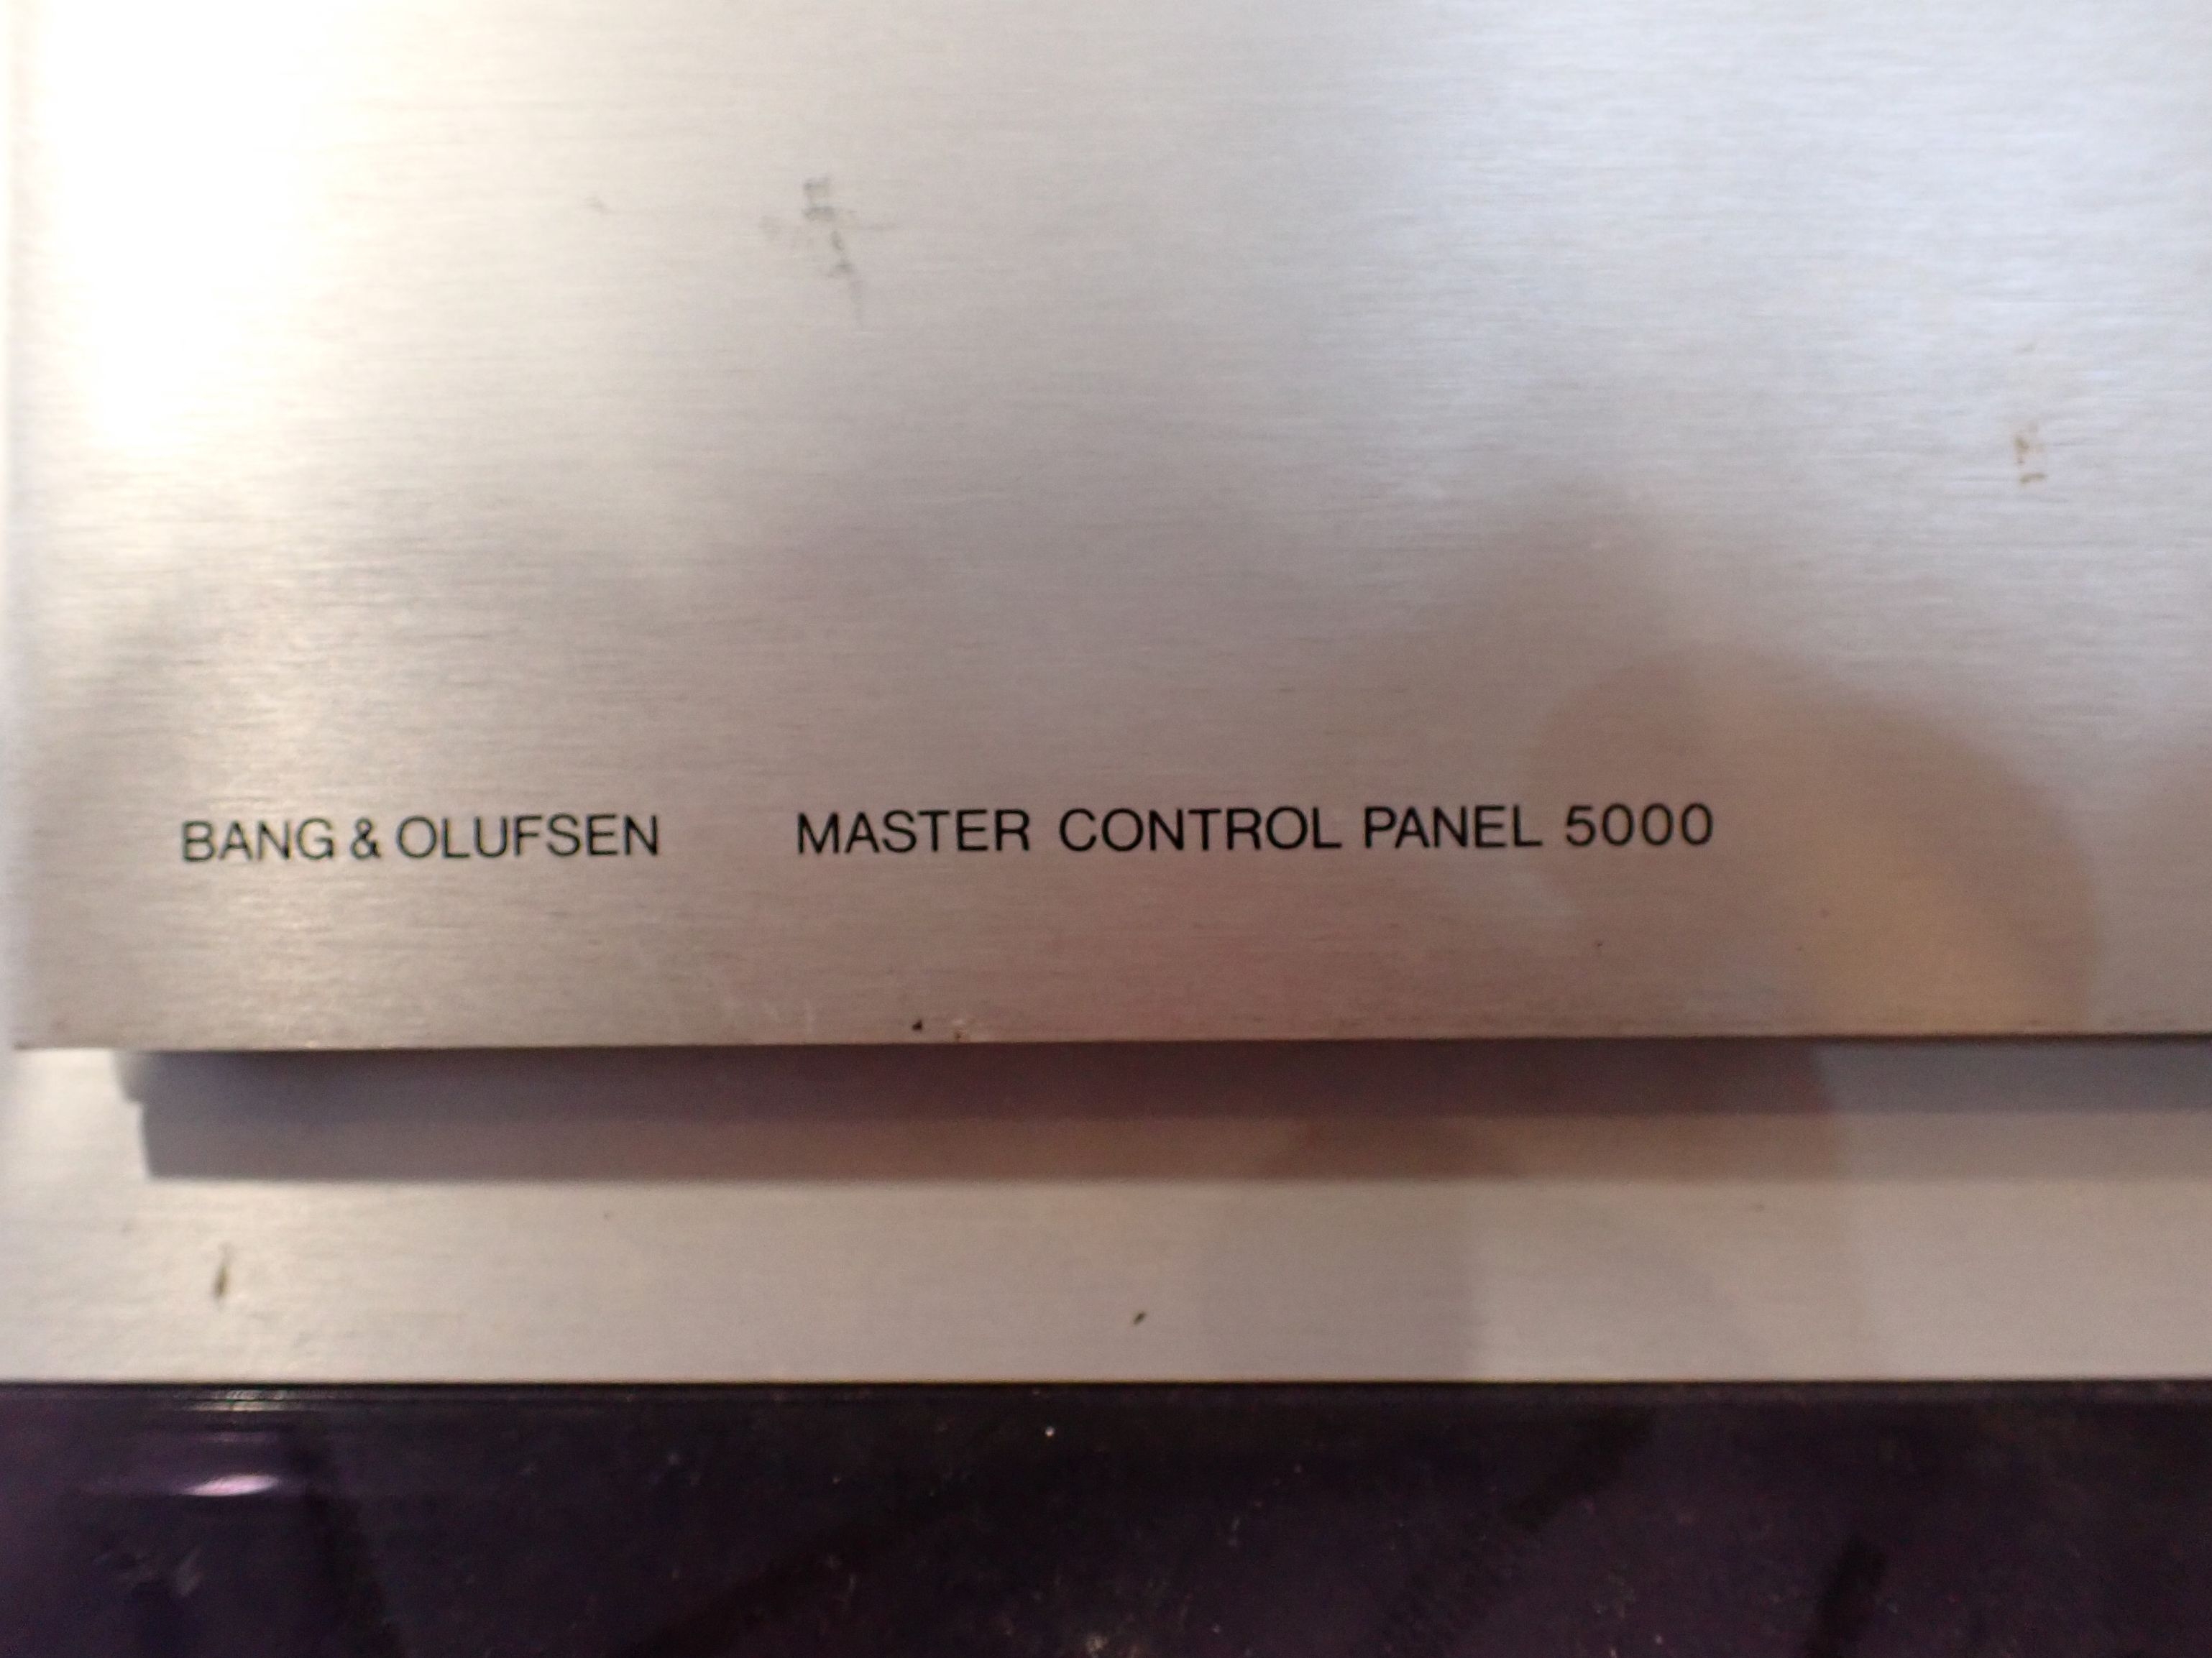 BANG & OLUFSEN MASTER CONTROL PANEL 5000